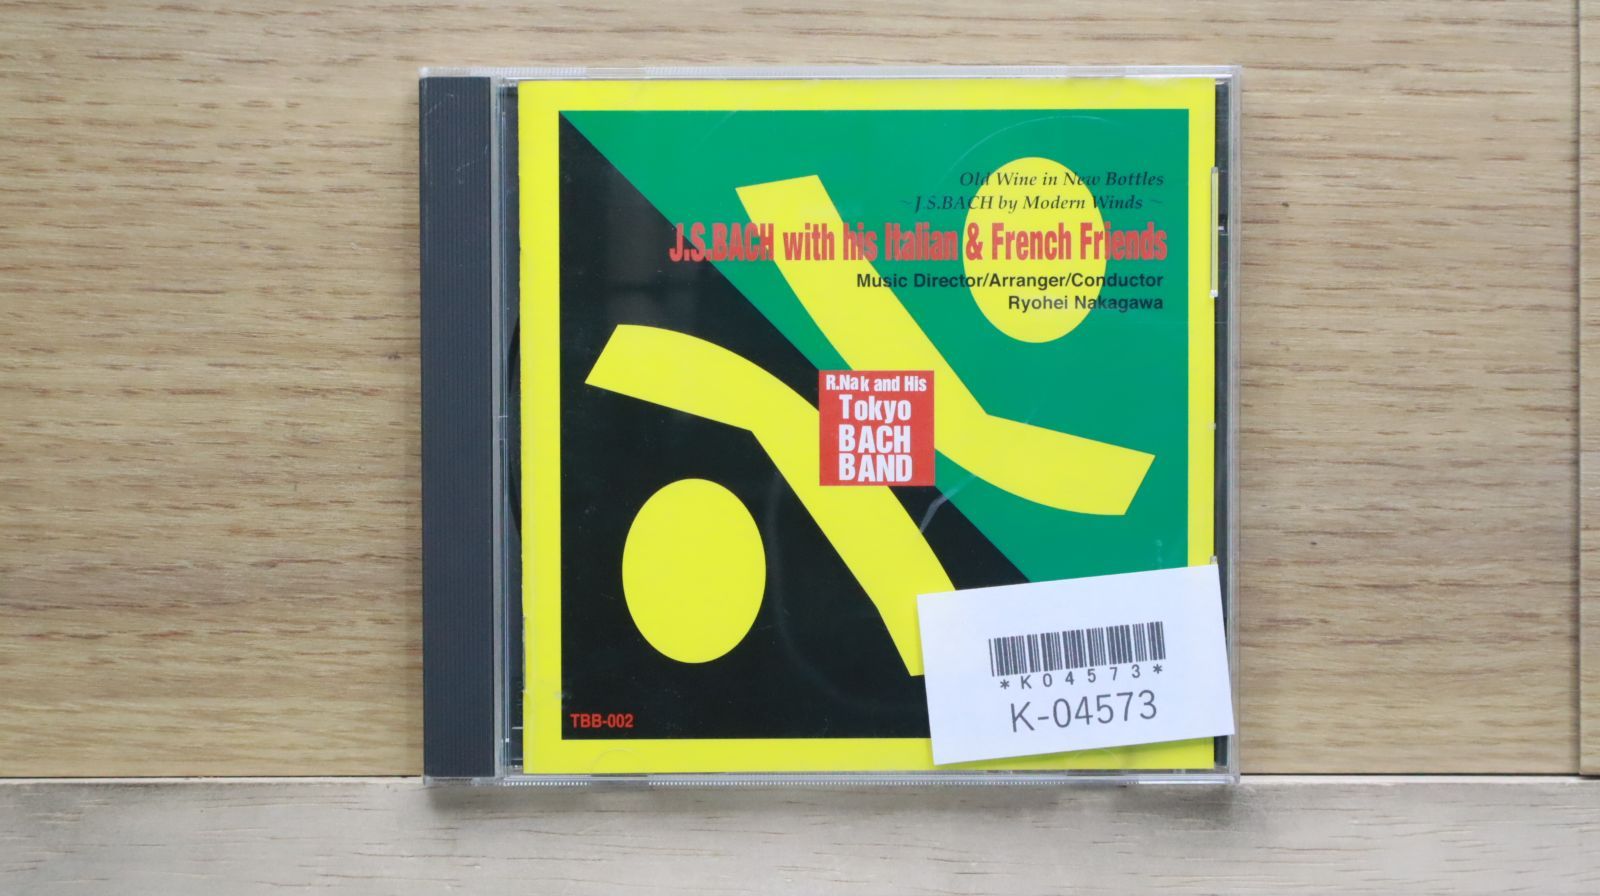 Old Wine in New Bottles
~J.S.BACH by Modern Winds ~
J.S.BACH with his Italian & French Friends
Music Director/Arranger/Conductor
Ryohei Nakagawa
R.Nak and His
Tokyo
BACH
BAND
TBB-002
*K04573*
K-04573